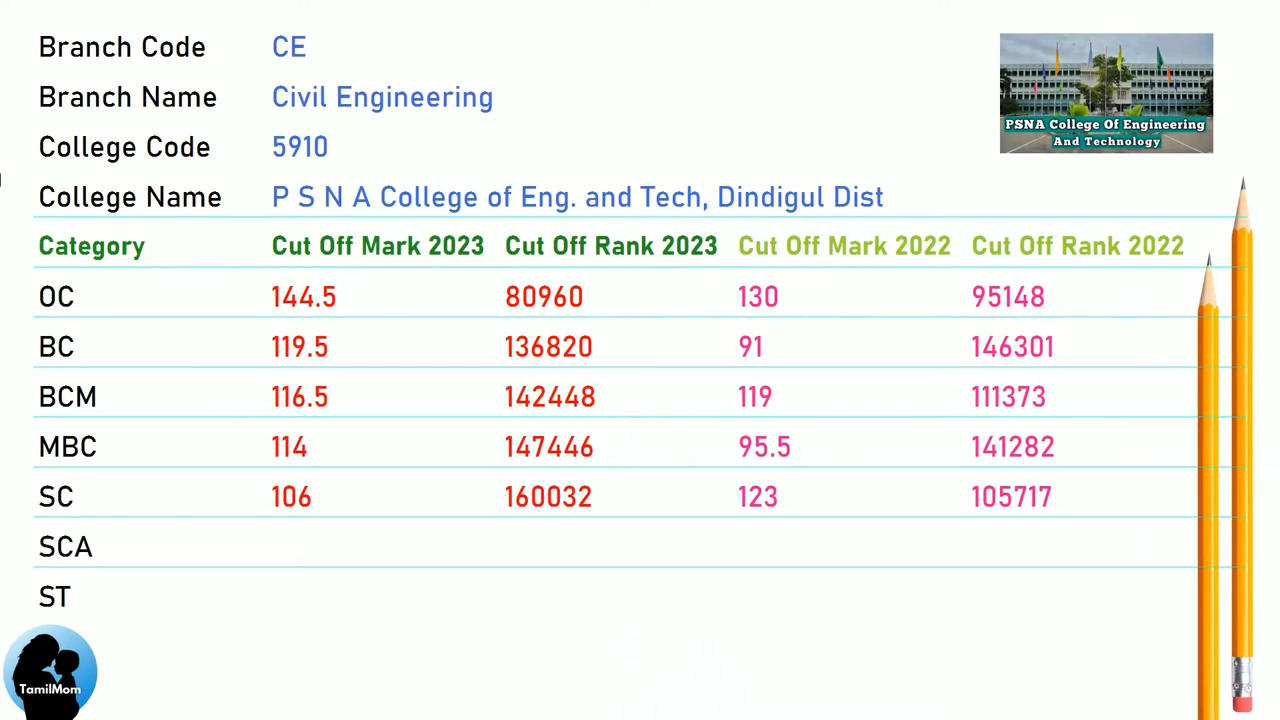 Branch Code CE
Branch Name Civil Engineering
College Code 5910
College Name P S N A College of Eng. and Tech, Dindigul Dist
PSNA College Of Engineering
And Technology
Category Cut Off Mark 2023 Cut Off Rank 2023 Cut Off Mark 2022 Cut Off Rank 2022
OC 144.5 80960 130 95148
BC 119.5 136820 91 146301
BCM 116.5 142448 119 111373
MBC 114 147446 95.5 141282
SC 106 160032 123 105717
SCA
ST
TamilMom